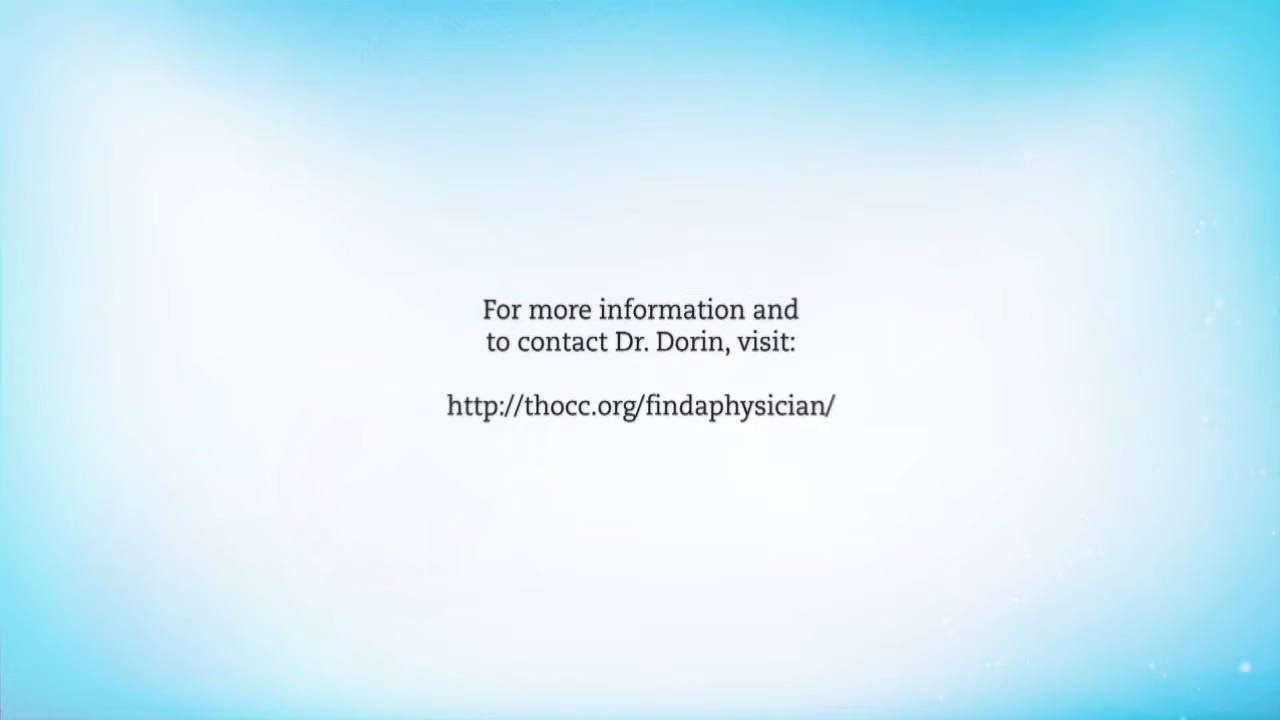 For more information and
to contact Dr. Dorin, visit:
http://thocc.org/findaphysician/